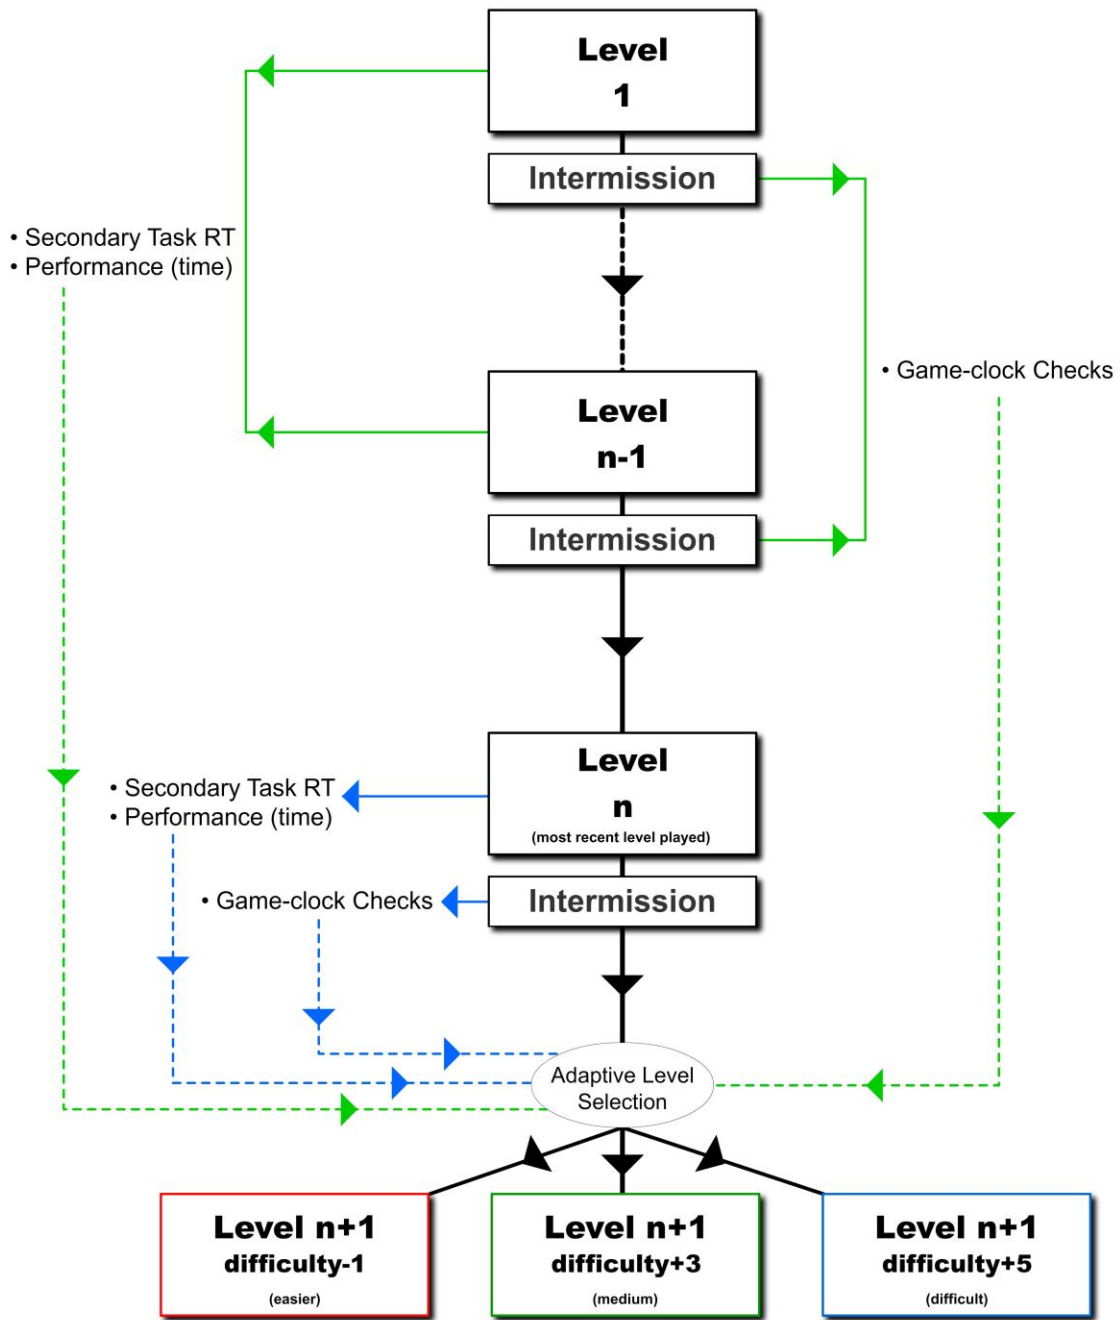 Level
1
Intermission
• Secondary Task RT
• Performance (time)
• Game-clock Checks
Level
n-1
Intermission
Level
n
(most recent level played)
• Secondary Task RT
• Performance (time)
Intermission
• Game-clock Checks
Adaptive Level
Selection
Level n+1
difficulty-1
(easier)
Level n+1
difficulty+3
(medium)
Level n+1
difficulty+5
(difficult)